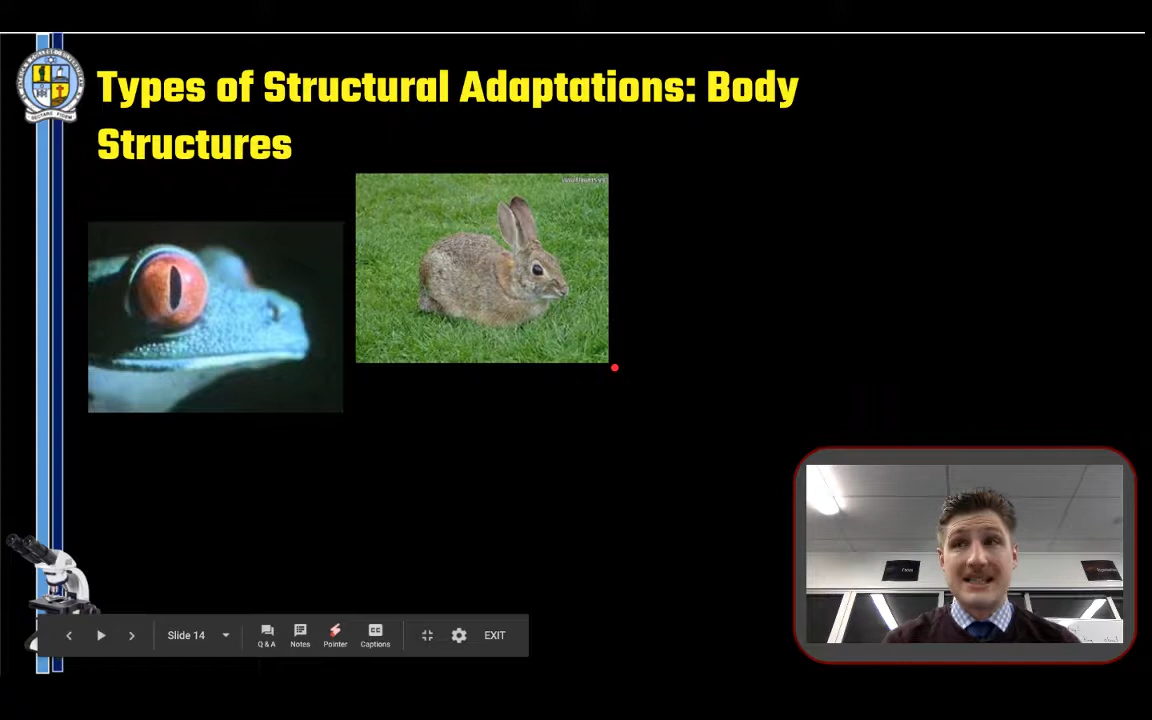 Types of Structural Adaptations: Body
Structures
Slide 14
Q & A
Notes
Pointer
Captions
EXIT